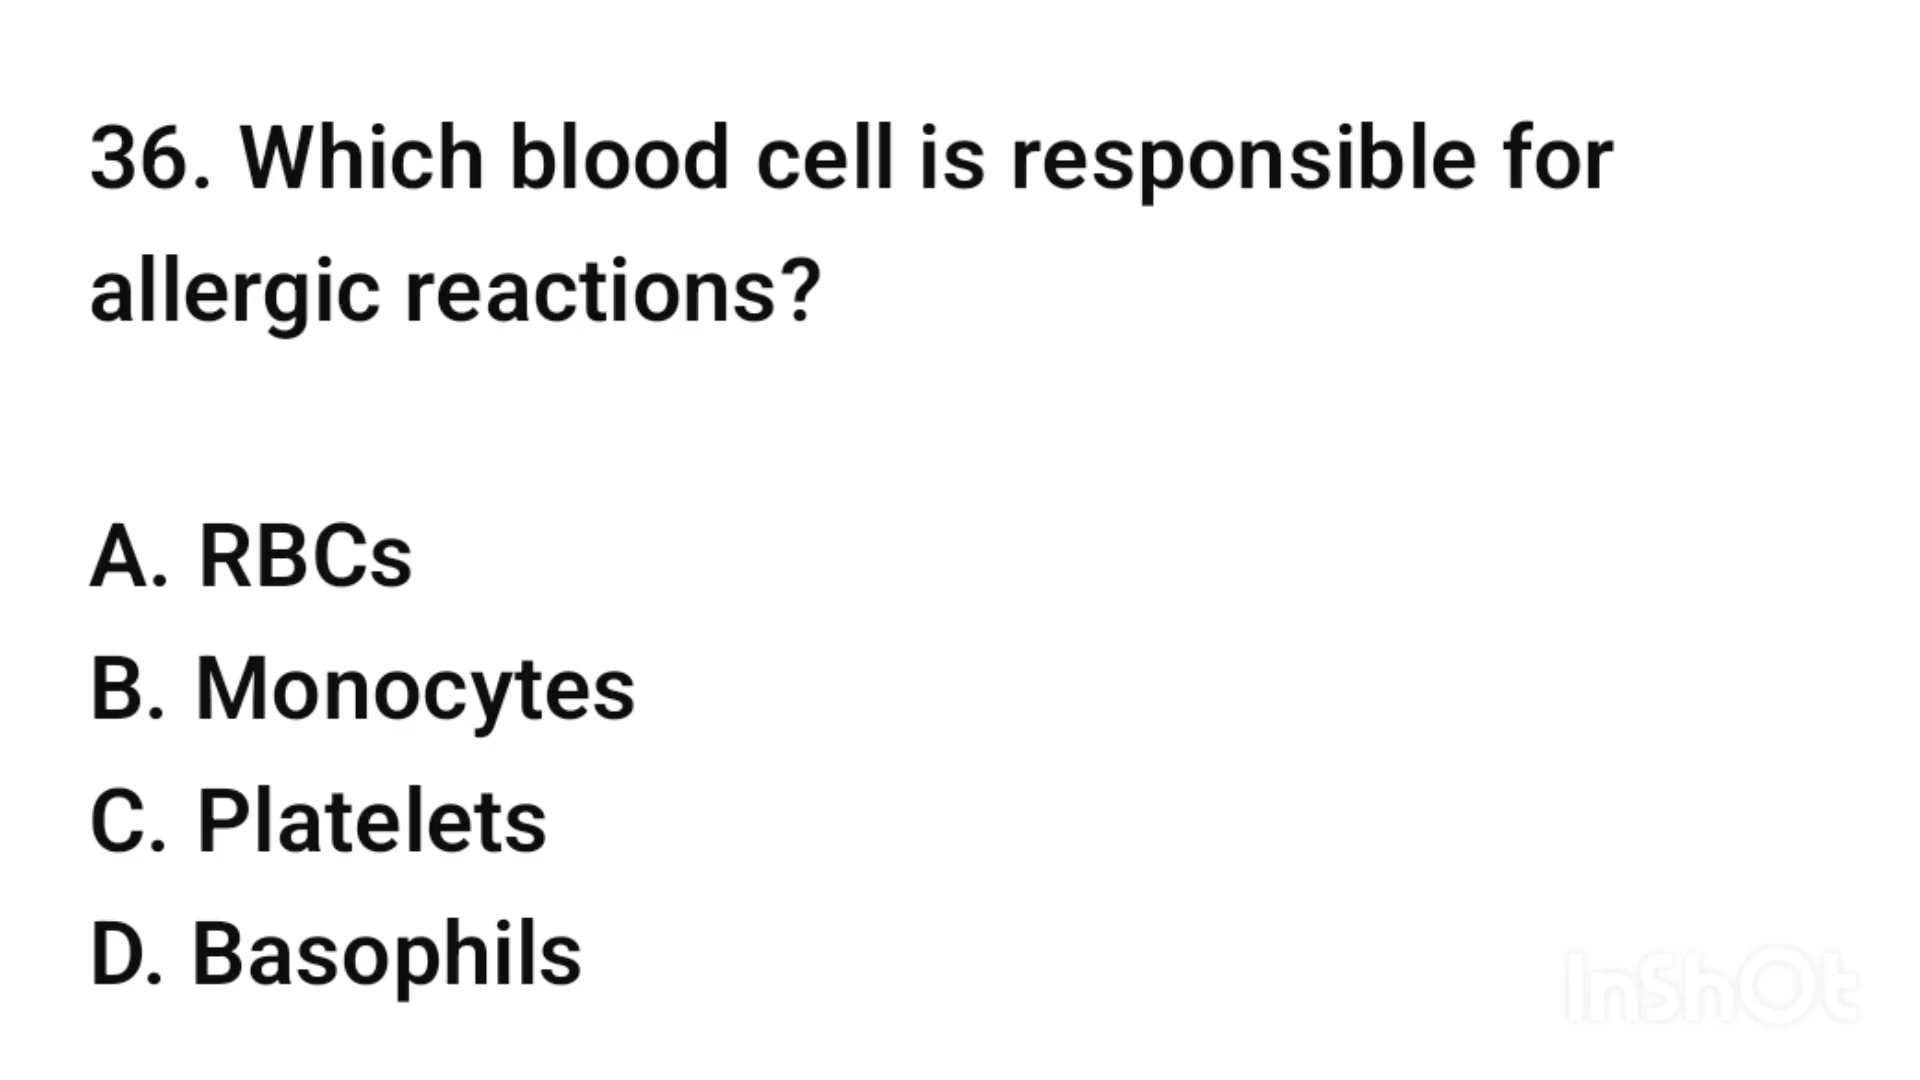 36. Which blood cell is responsible for
allergic reactions?
A. RBCs
B. Monocytes
C. Platelets
D. Basophils
InShOt